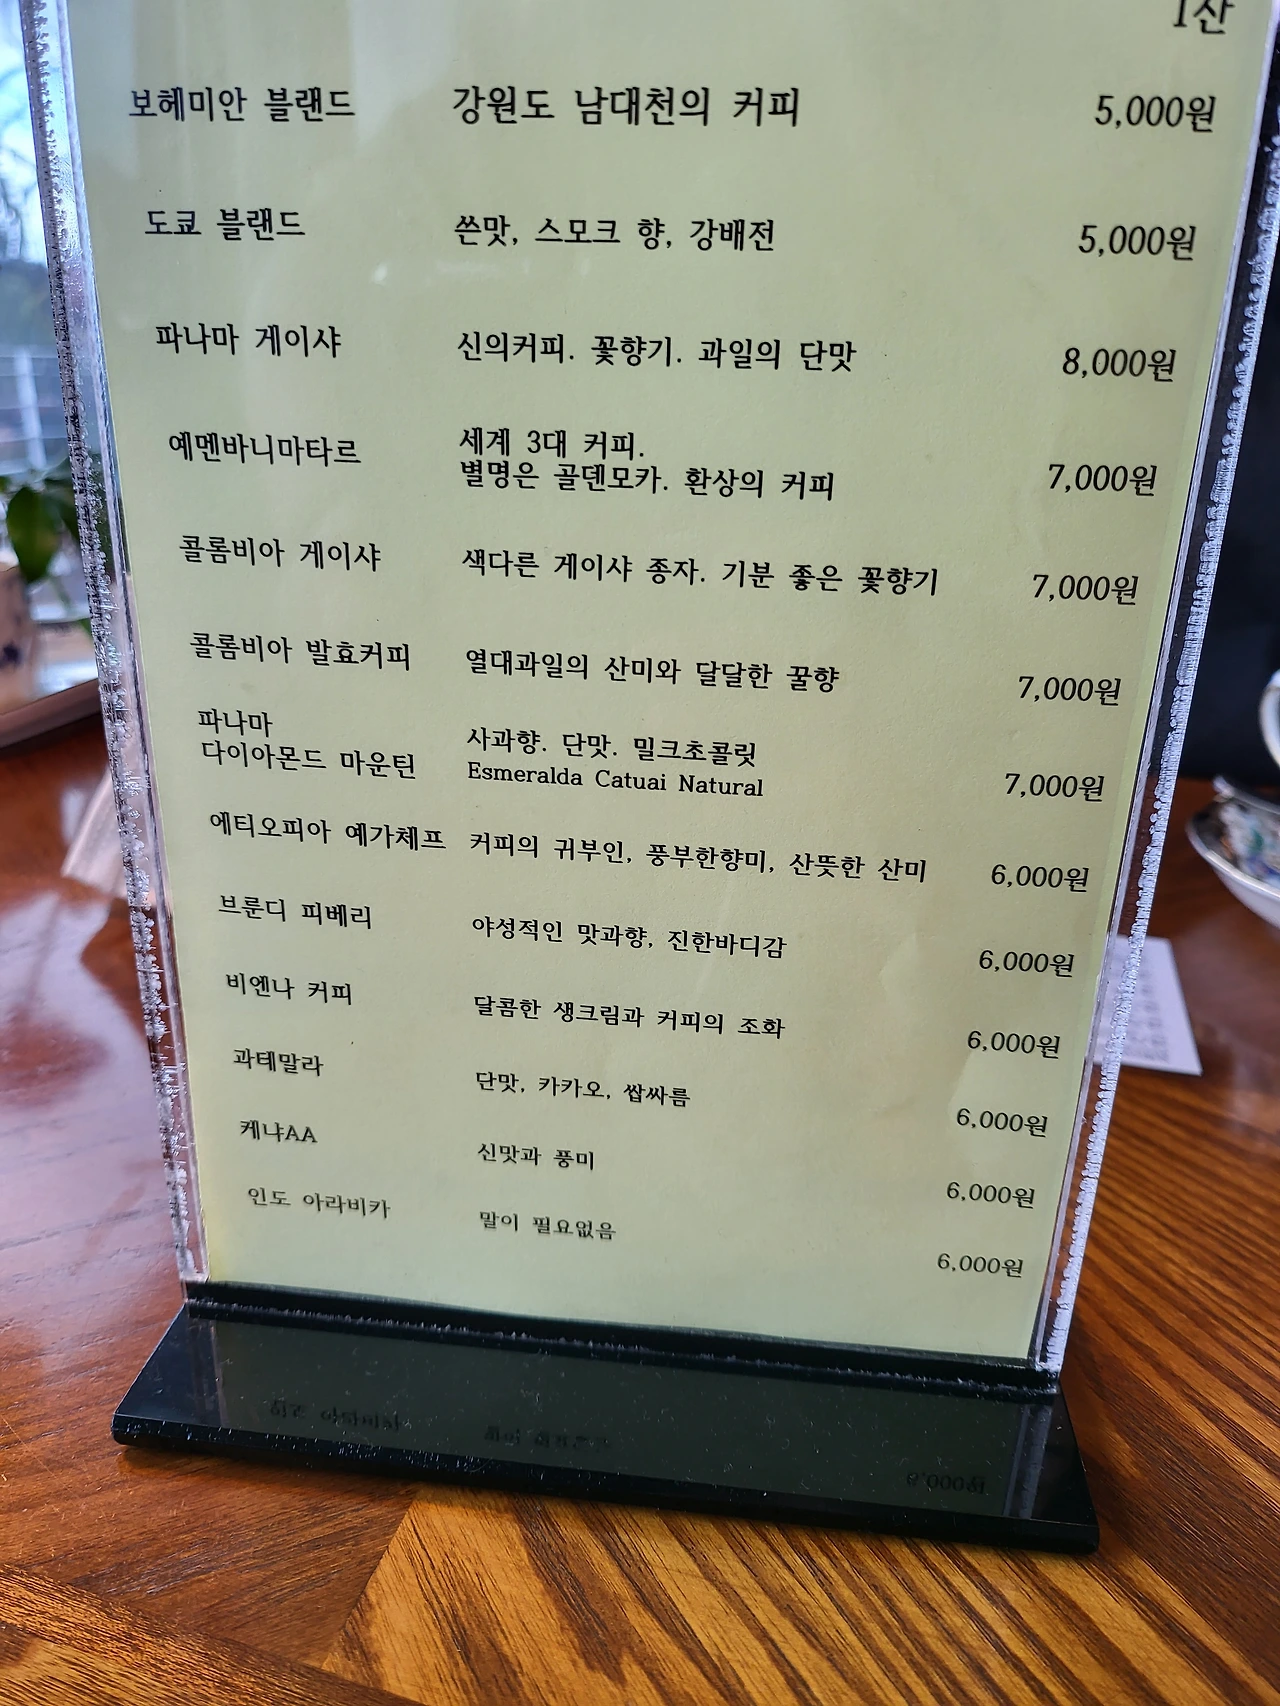 1잔
보헤미안 블랜드 강원도 남대천의 커피 5,000원
도쿄 블랜드 쓴맛, 스모크 향, 강배전 5,000원
파나마 게이샤 신의커피. 꽃향기. 과일의 단맛 8,000원
예멘바니마타르 세계 3대 커피.
별명은 골덴모카. 환상의 커피 7,000원
콜롬비아 게이샤 색다른 게이샤 종자. 기분 좋은 꽃향기 7,000원
콜롬비아 발효커피 열대과일의 산미와 달달한 꿀향 7,000원
파나마 사과향. 단맛. 밀크초콜릿
다이아몬드 마운틴 Esmeralda Catuai Natural 7,000원
에티오피아 예가체프 커피의 귀부인, 풍부한향미, 산뜻한 산미 6,000원
브룬디 피베리 야성적인 맛과향, 진한바디감 6,000원
비엔나 커피 달콤한 생크림과 커피의 조화 6,000원
과테말라 단맛, 카카오, 쌉싸름 6,000원
케냐AA 신맛과 풍미 6,000원
인도 아라비카 말이 필요없음 6,000원